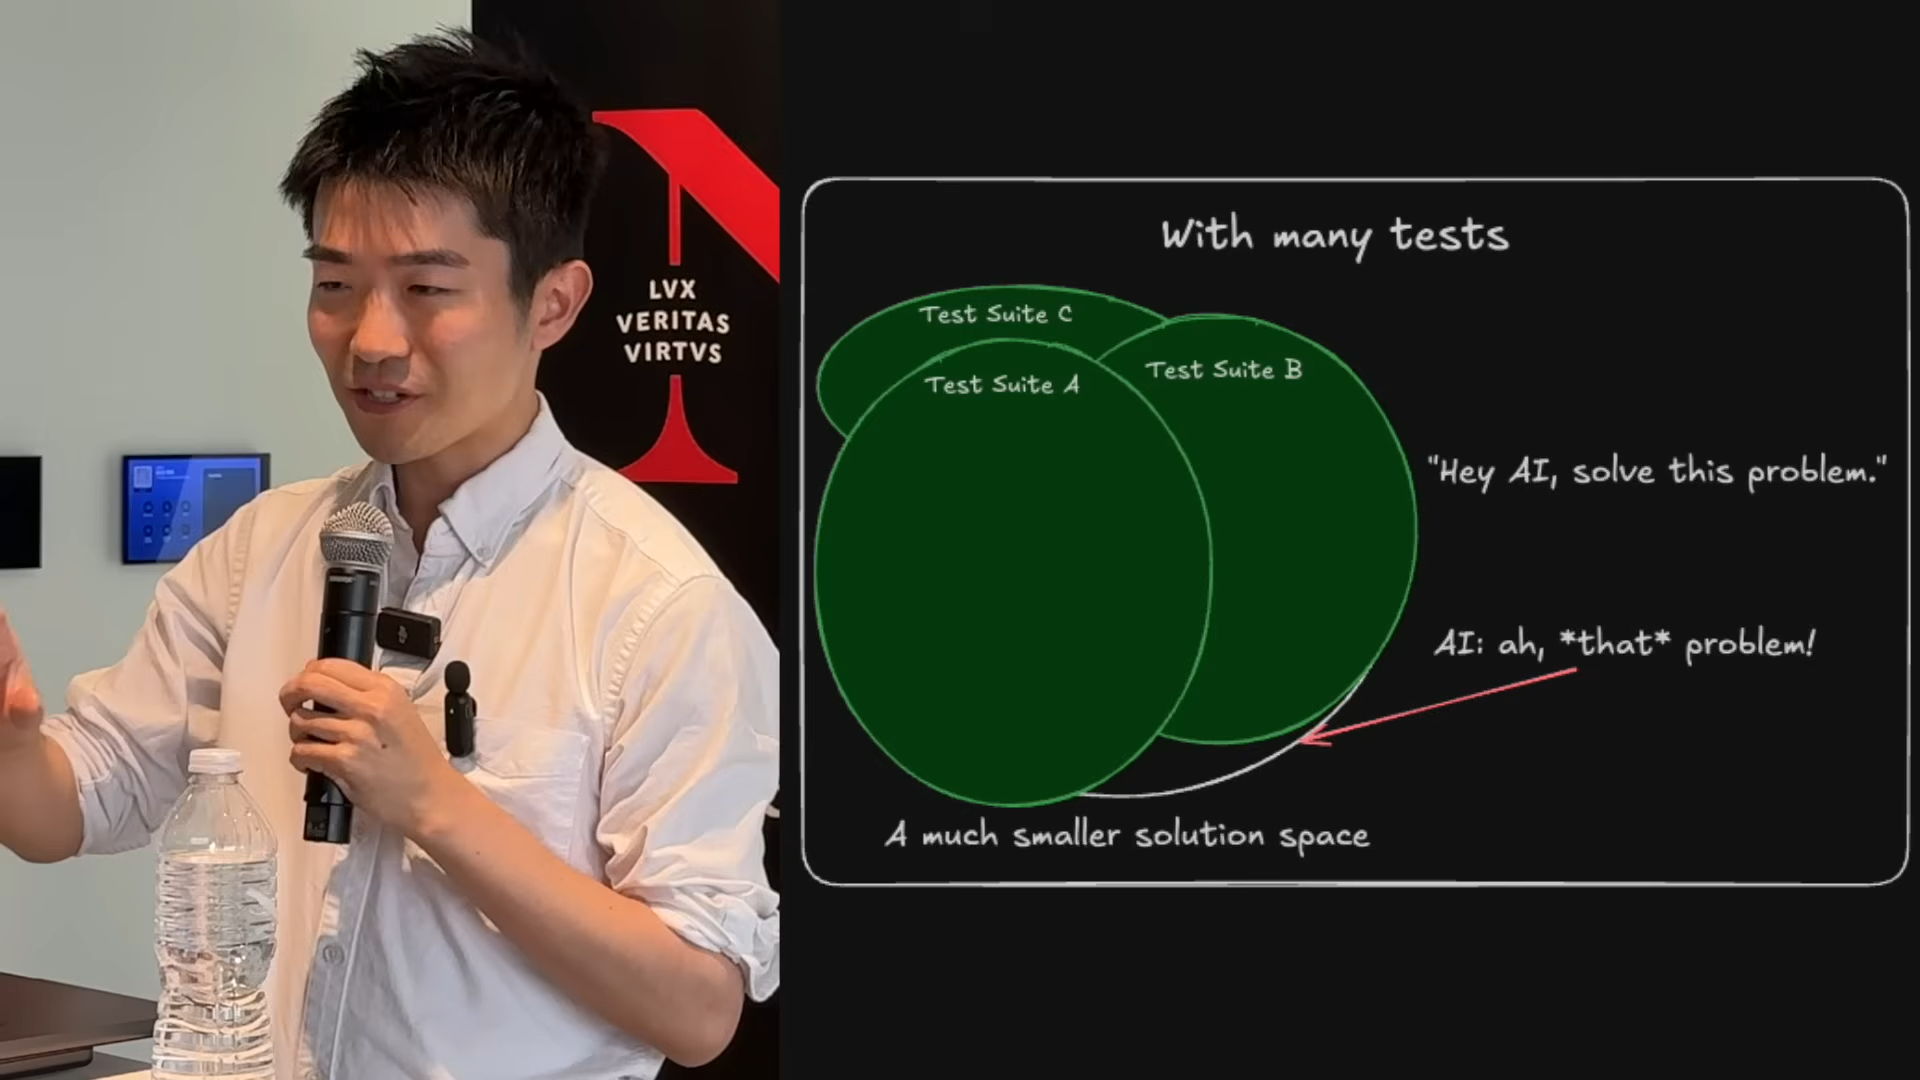 LVX
VERITAS
VIRTVS
With many tests
Test Suite C
Test Suite B
Test Suite A
"Hey AI, solve this problem."
AI: ah, *that* problem!
A much smaller solution space